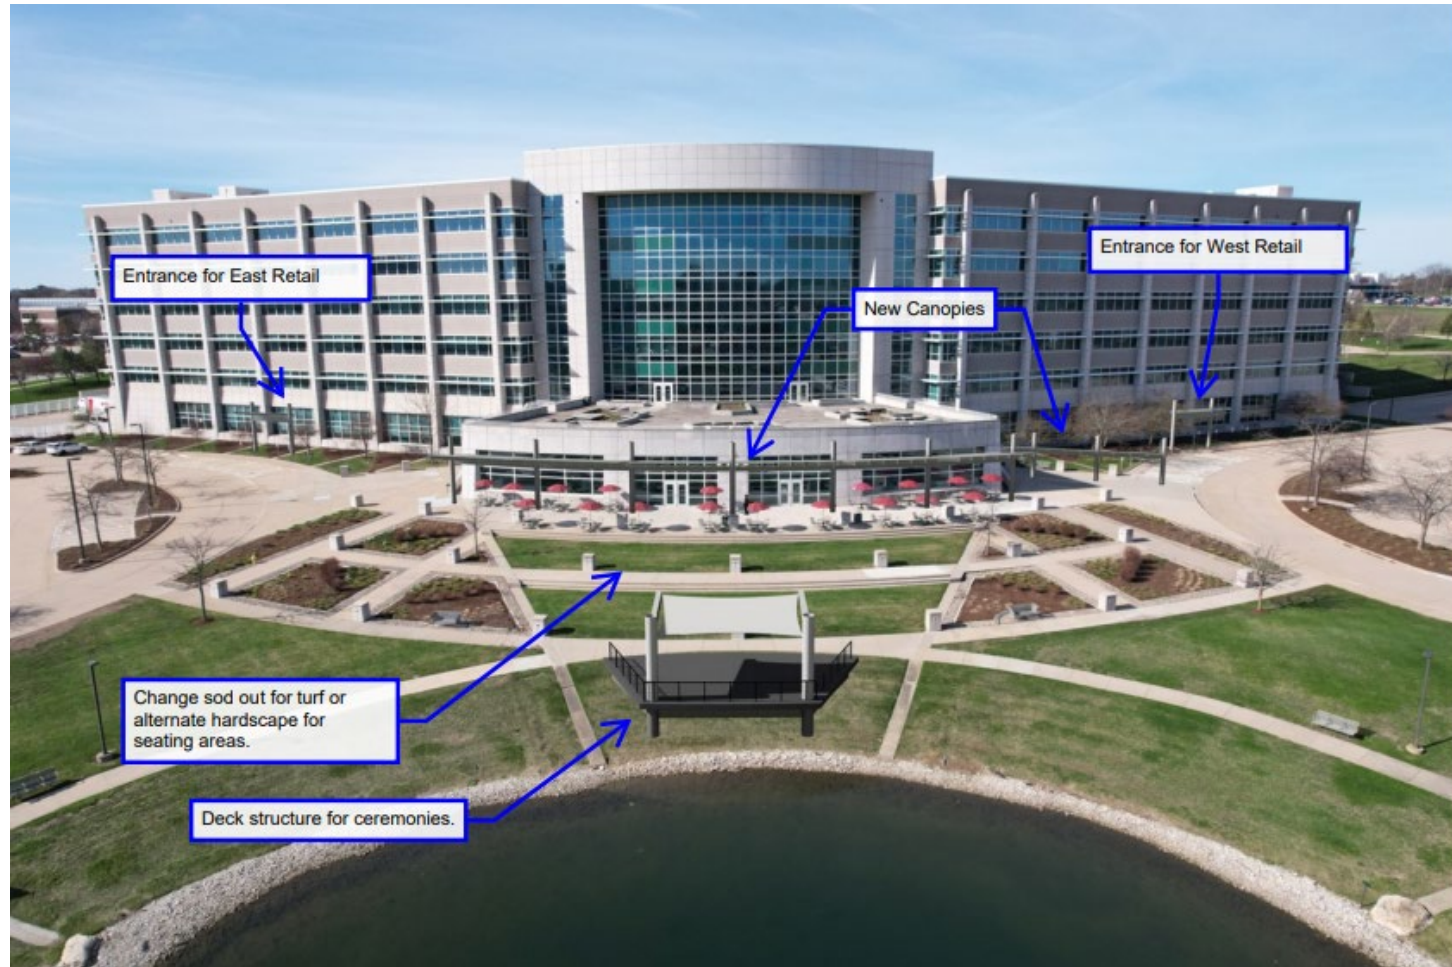 Entrance for East Retail
Entrance for West Retail
New Canopies
Change sod out for turf or
alternate hardscape for
seating areas.
Deck structure for ceremonies.